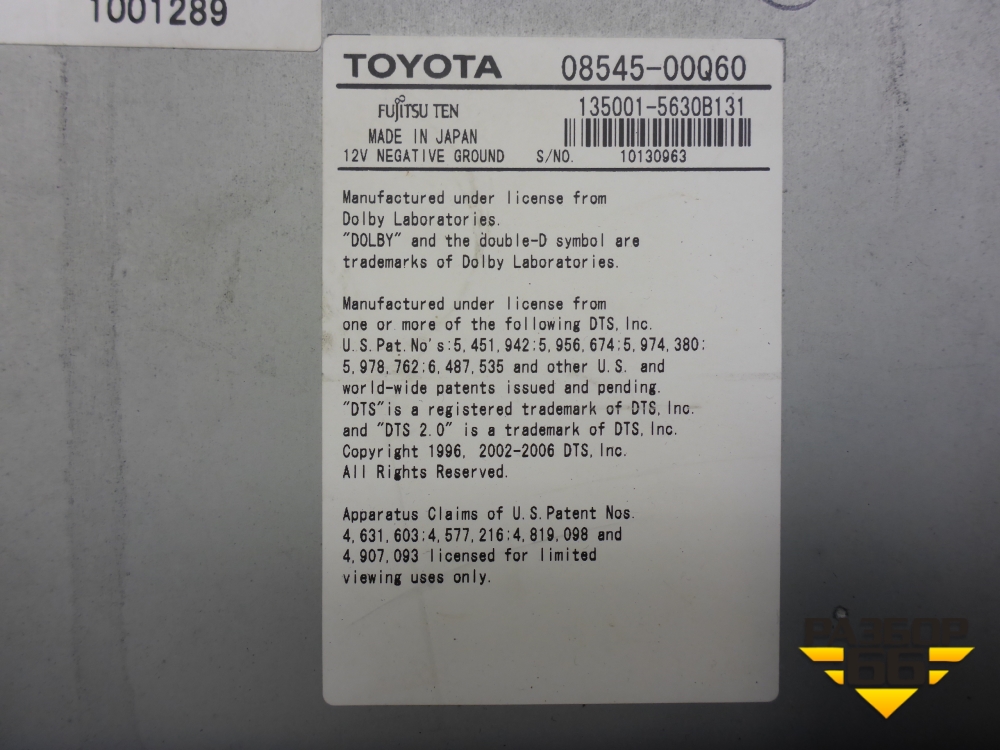 1001289
TOYOTA 08545-00Q60
FUJITSU TEN 135001-5630B131
MADE IN JAPAN
12V NEGATIVE GROUND S/NO. 10130963
Manufactured under license from
Dolby Laboratories.
"DOLBY" and the double-D symbol are
trademarks of Dolby Laboratories.
Manufactured under license from
one or more of the following DTS, Inc.
U.S.Pat.No's:5,451,942:5,956,674:5,974,380:
5,978,762:6,487,535 and other U.S. and
world-wide patents issued and pending.
"DTS"is a registered trademark of DTS, Inc.
and "DTS 2.0" is a trademark of DTS, Inc.
Copyright 1996, 2002-2006 DTS, Inc.
All Rights Reserved.
Apparatus Claims of U.S.Patent Nos.
4,631,603:4,577,216:4,819,098 and
4,907,093 licensed for limited
viewing uses only.
РАЗБОР
66